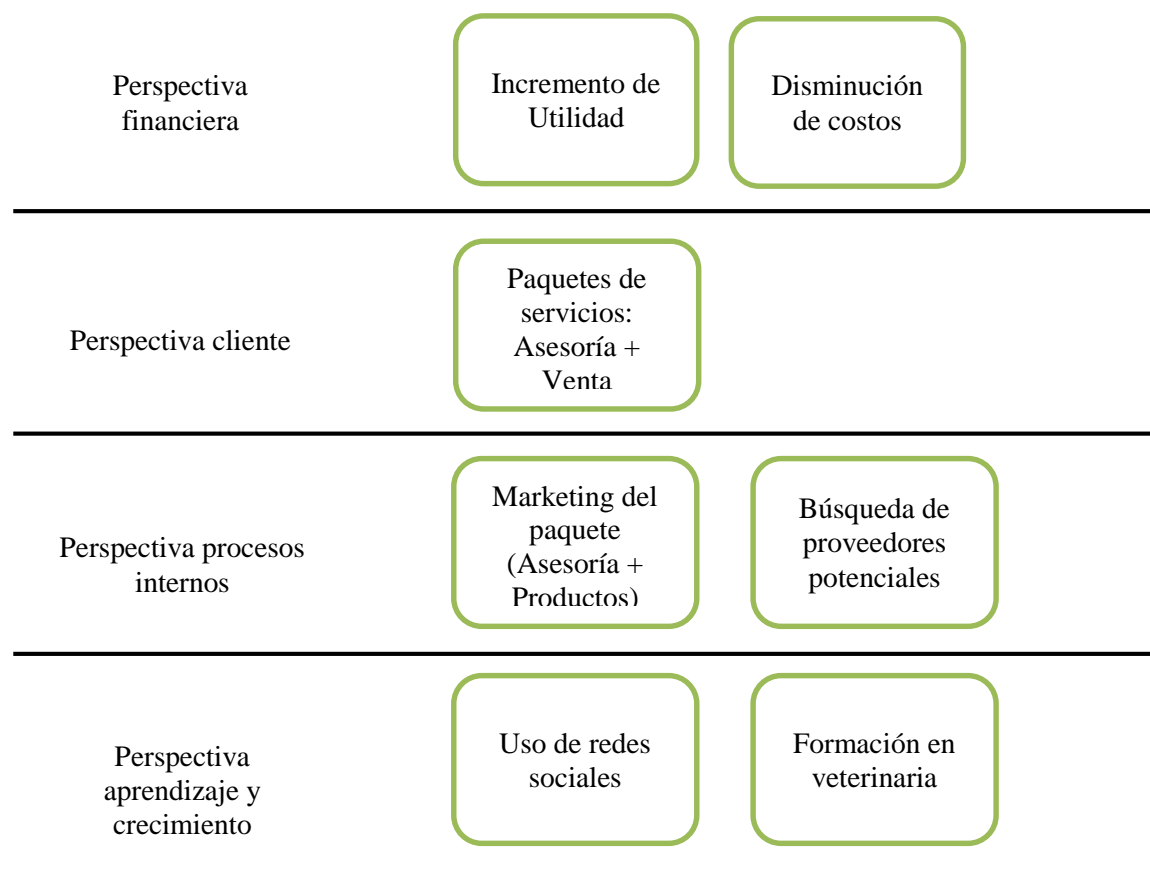 Perspectiva
financiera
Incremento de
Utilidad
Disminución
de costos
Perspectiva cliente
Paquetes de
servicios:
Asesoría +
Venta
Perspectiva procesos
internos
Marketing del
paquete
(Asesoría +
Productos)
Búsqueda de
proveedores
potenciales
Perspectiva
aprendizaje y
crecimiento
Uso de redes
sociales
Formación en
veterinaria